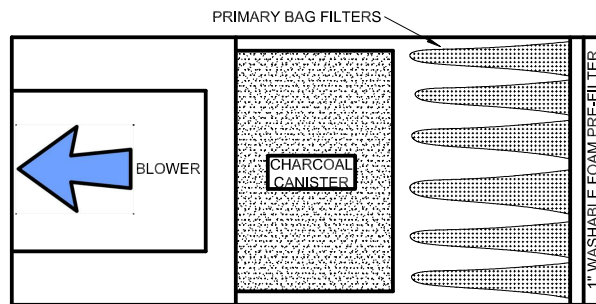 PRIMARY BAG FILTERS
BLOWER
CHARCOAL
CANISTER
1" WASHABLE FOAM PRE-FILTER